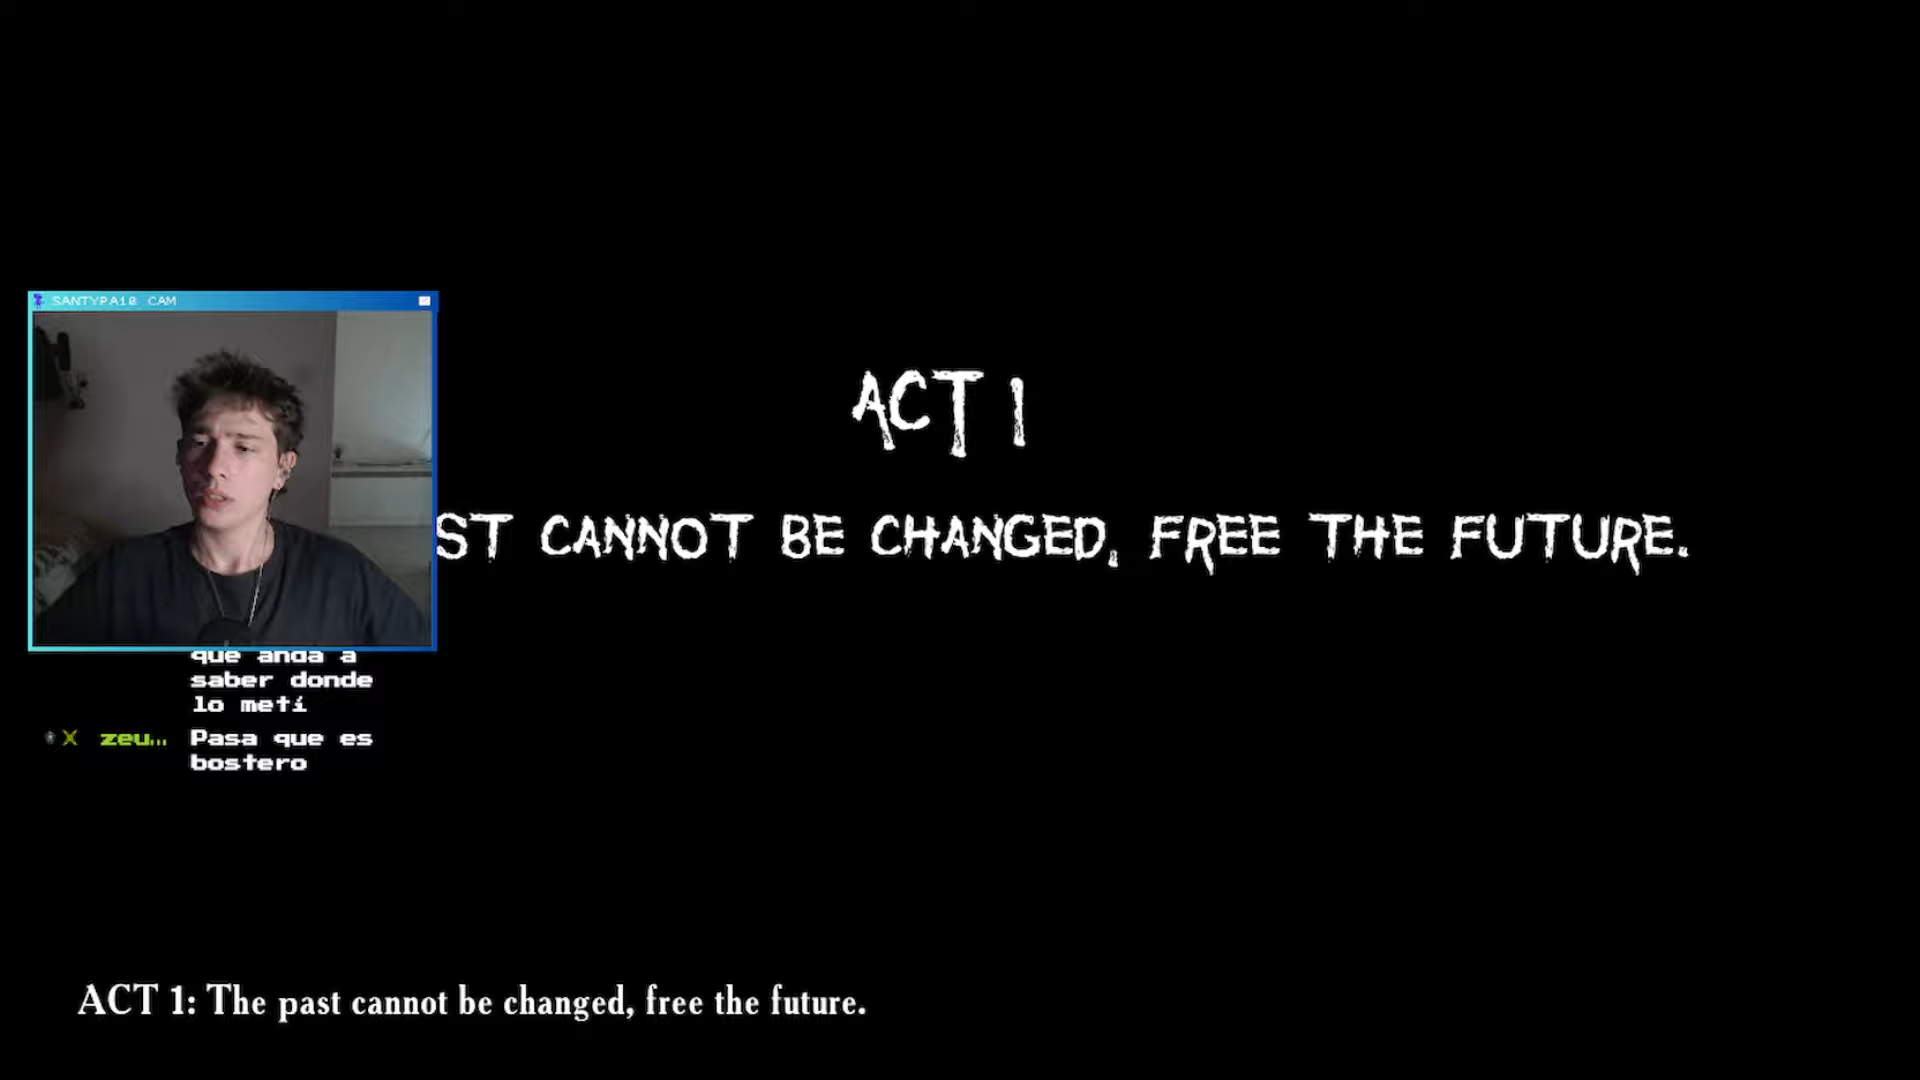 SANTYPA10 CAM
ACT 1
ST CANNOT BE CHANGED, FREE THE FUTURE.
que anda a
saber donde
lo metí
zeu... Pasa que es
bostero
ACT 1: The past cannot be changed, free the future.